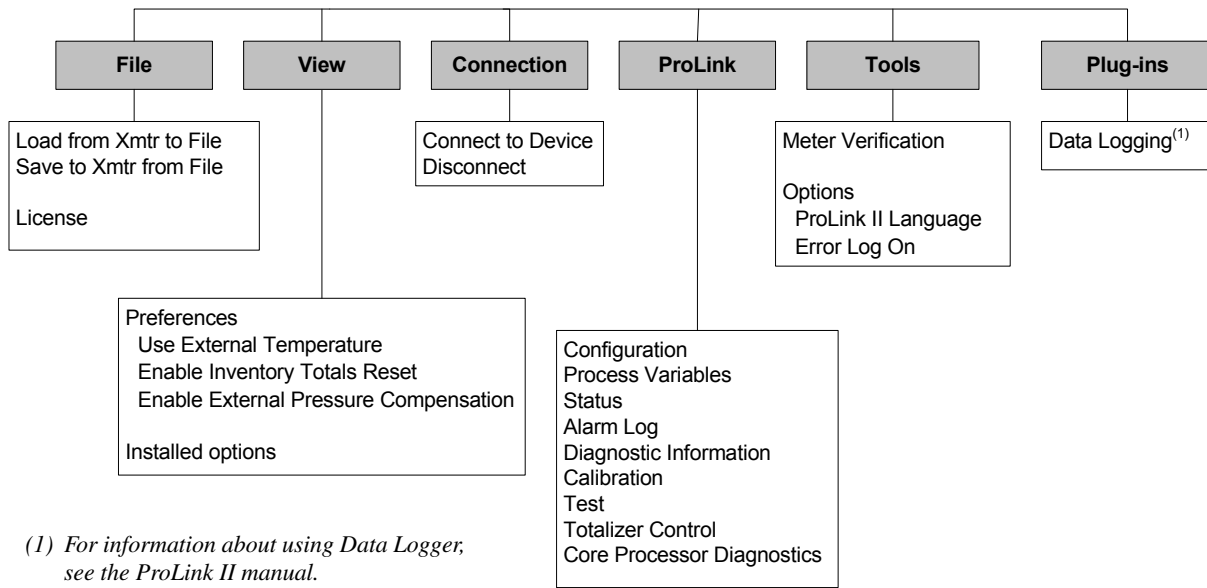 File
View
Connection
ProLink
Tools
Plug-ins
Load from Xmtr to File
Save to Xmtr from File
License
Connect to Device
Disconnect
Meter Verification
Options
ProLink II Language
Error Log On
Data Logging(1)
Preferences
Use External Temperature
Enable Inventory Totals Reset
Enable External Pressure Compensation
Installed options
Configuration
Process Variables
Status
Alarm Log
Diagnostic Information
Calibration
Test
Totalizer Control
Core Processor Diagnostics
(1) For information about using Data Logger,
see the ProLink II manual.